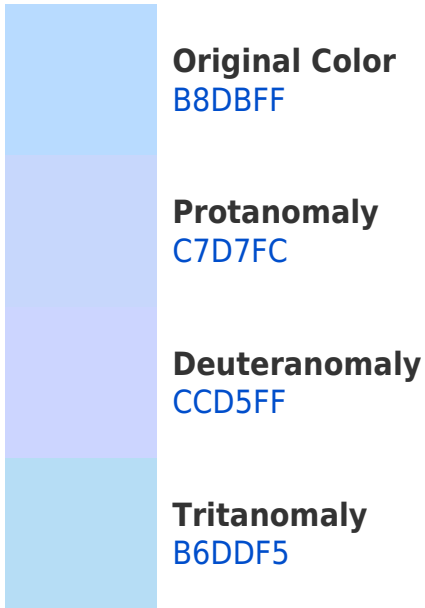 Original Color
B8DBFF
Protanomaly
C7D7FC
Deuteranomaly
CCD5FF
Tritanomaly
B6DDF5